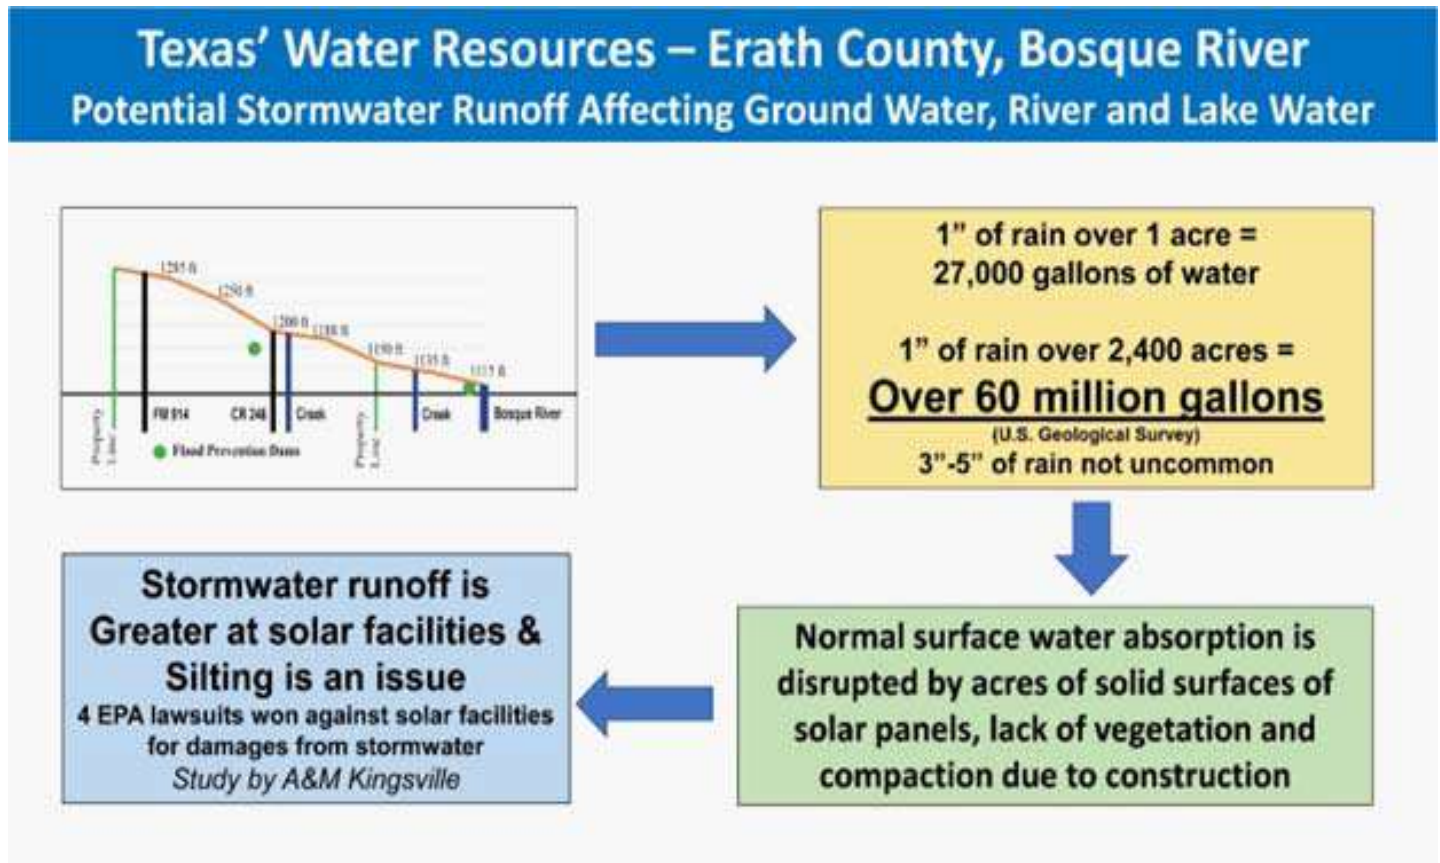 Texas’ Water Resources – Erath County, Bosque River
Potential Stormwater Runoff Affecting Ground Water, River and Lake Water
1285 ft
1250 ft
1200 ft
1188 ft
1150 ft
1135 ft
1115 ft
FM 914
CR 248
Creek
Creek
Bosque River
Property
Line
Property
Line
Flood Prevention Dams
1” of rain over 1 acre =
27,000 gallons of water
1” of rain over 2,400 acres =
Over 60 million gallons
(U.S. Geological Survey)
3”-5” of rain not uncommon
Normal surface water absorption is
disrupted by acres of solid surfaces of
solar panels, lack of vegetation and
compaction due to construction
Stormwater runoff is
Greater at solar facilities &
Silting is an issue
4 EPA lawsuits won against solar facilities
for damages from stormwater
Study by A&M Kingsville